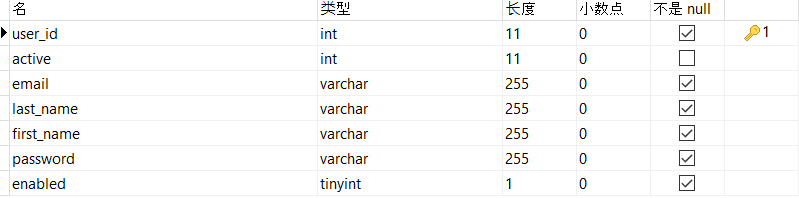 名 类型 长度 小数点 不是 null
user_id int 11 0 1
active int 11 0
email varchar 255 0
last_name varchar 255 0
first_name varchar 255 0
password varchar 255 0
enabled tinyint 1 0